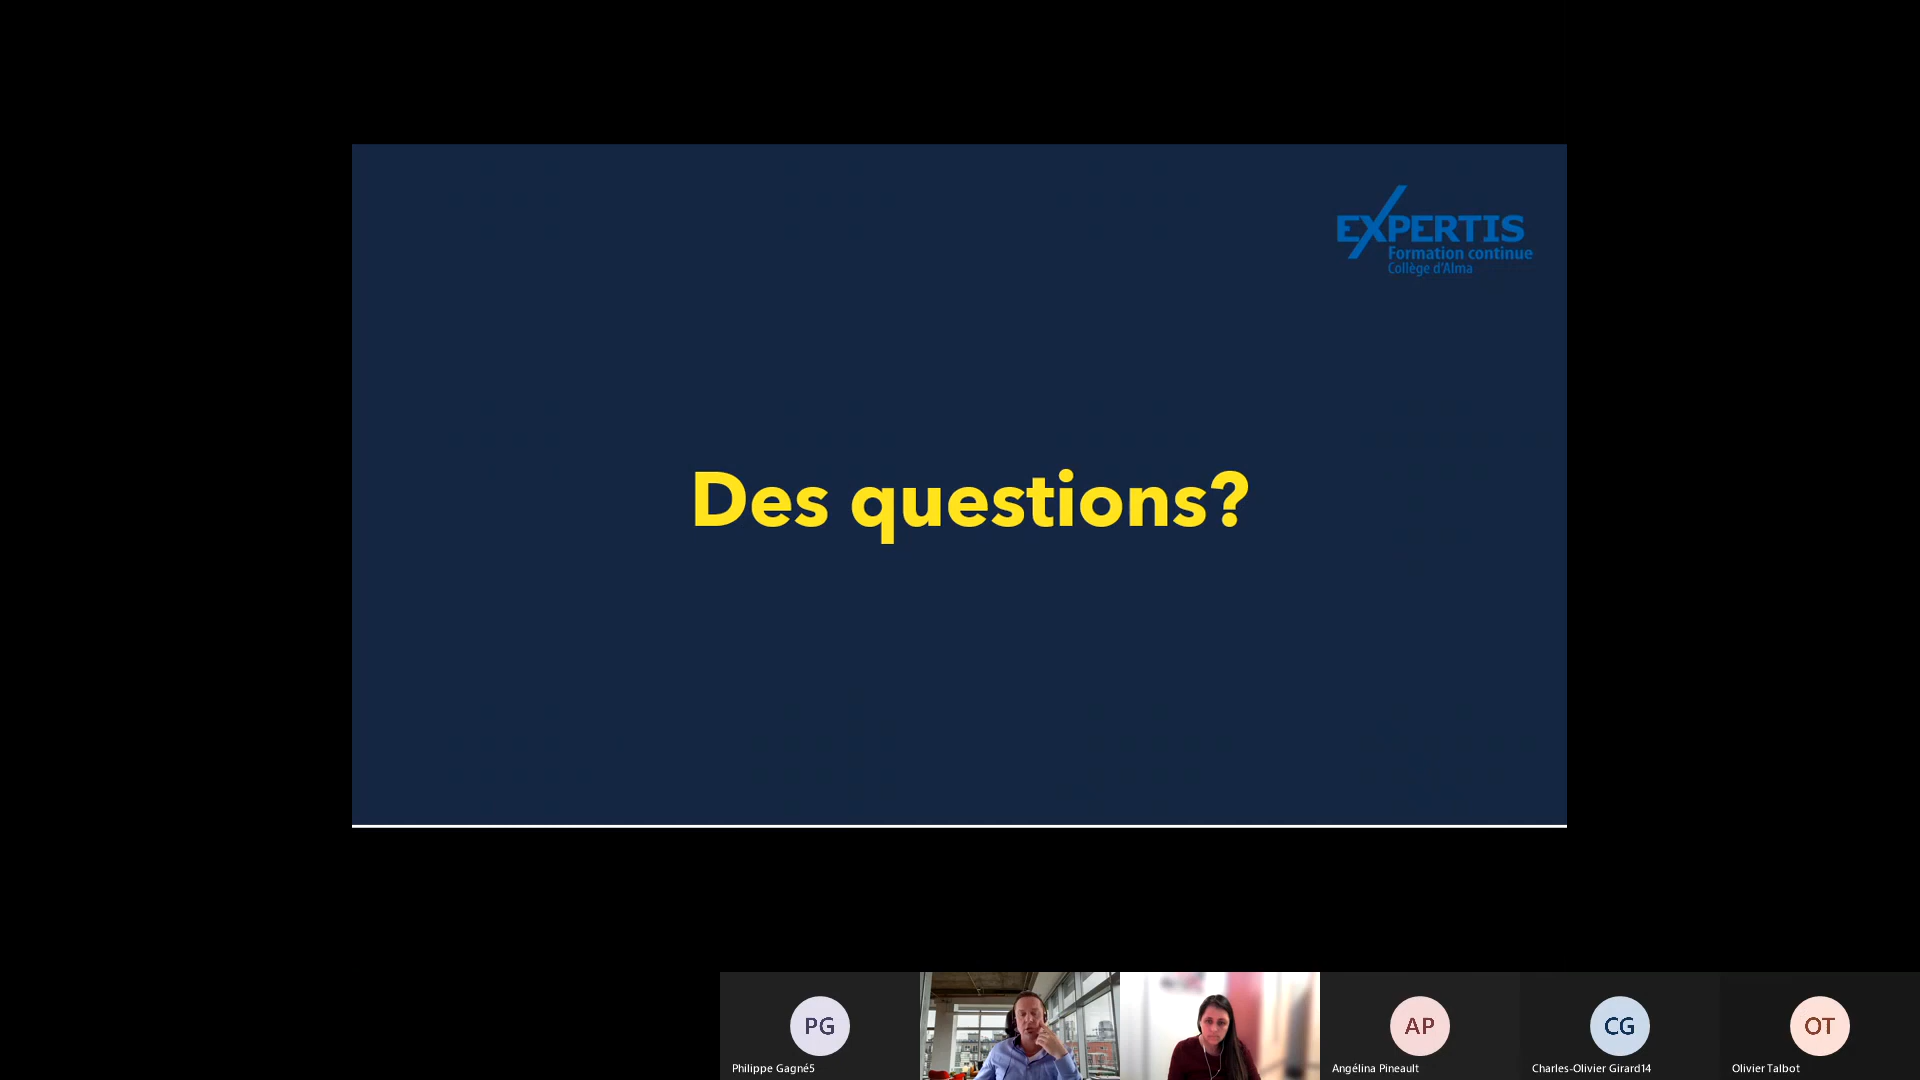 EXPERTIS
Formation continue
Collège d'Alma
Des questions?
PG
AP
CG
OT
Philippe Gagné5
Angélina Pineault
Charles-Olivier Girard14
Olivier Talbot